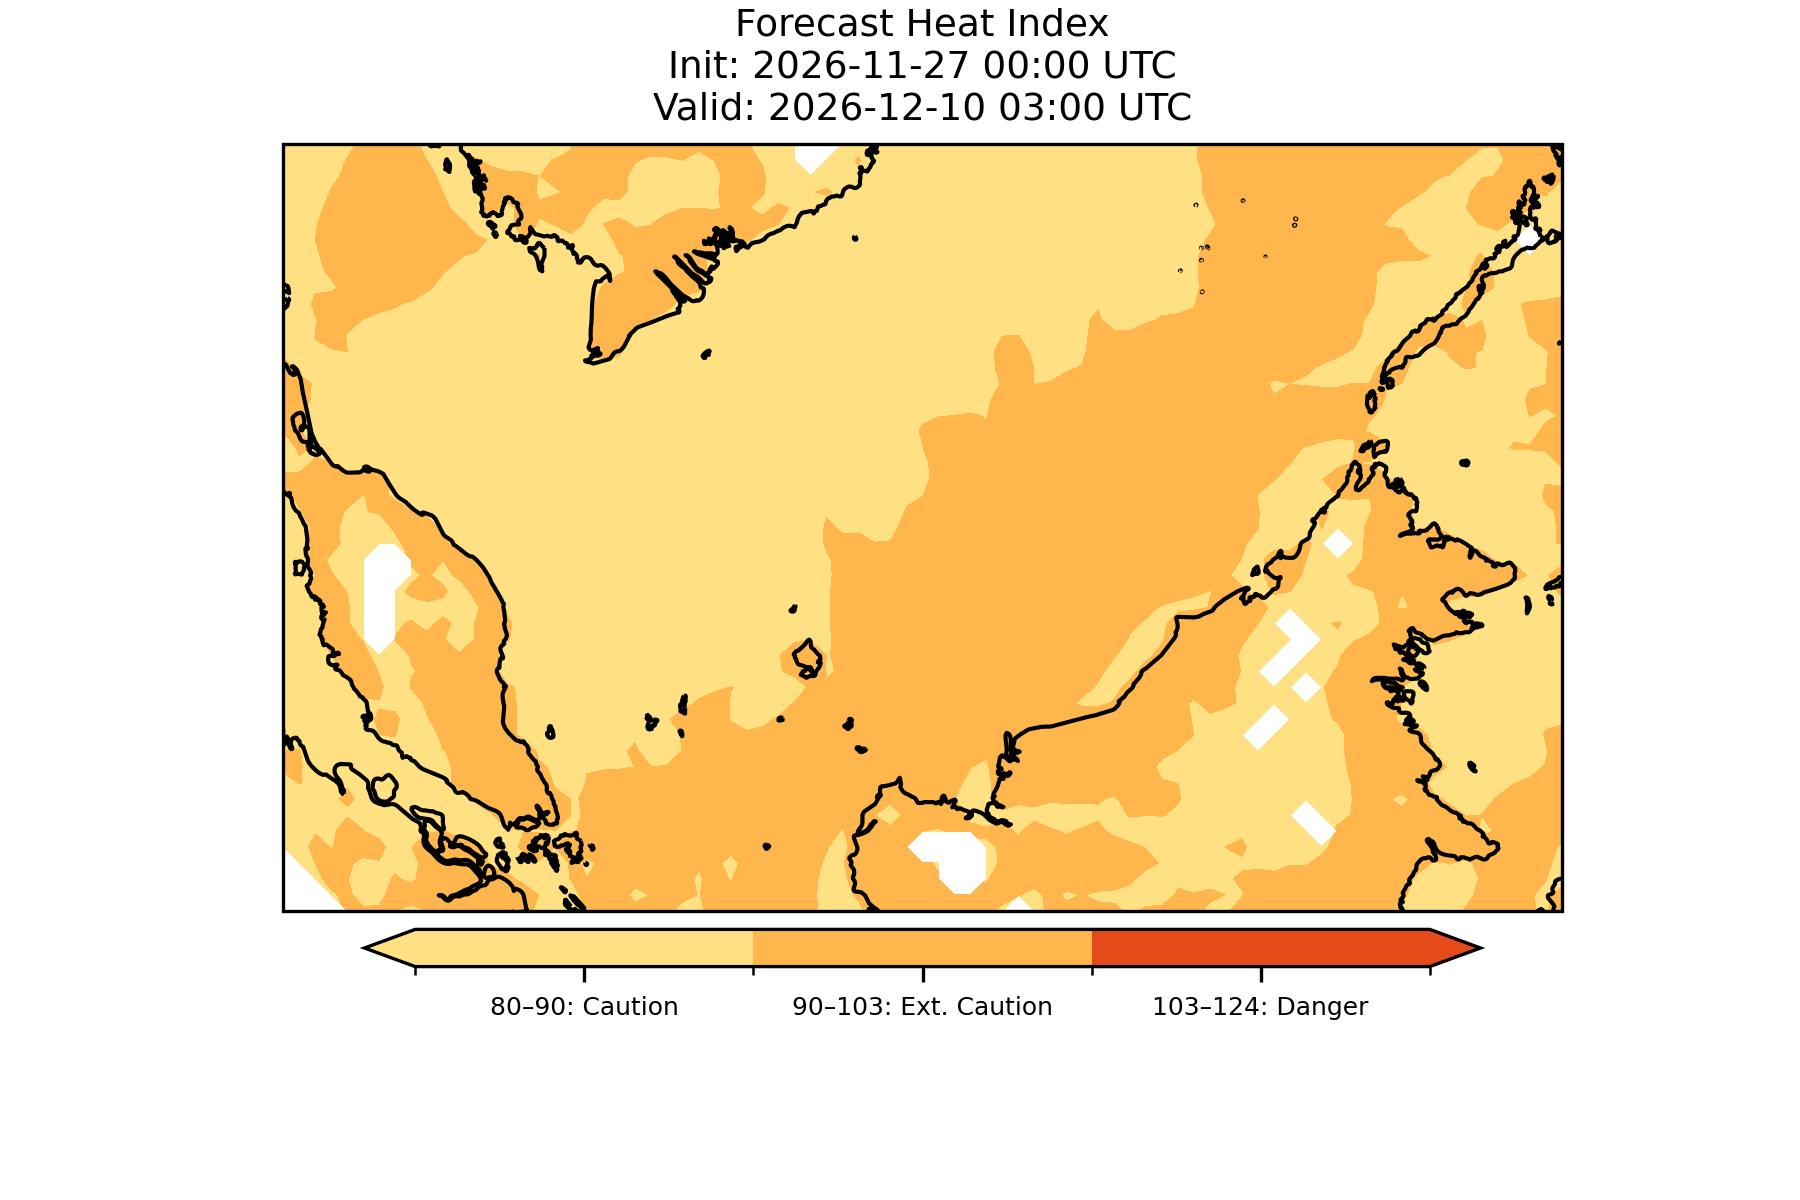 Forecast Heat Index
Init: 2026-11-27 00:00 UTC
Valid: 2026-12-10 03:00 UTC
80–90: Caution
90–103: Ext. Caution
103–124: Danger